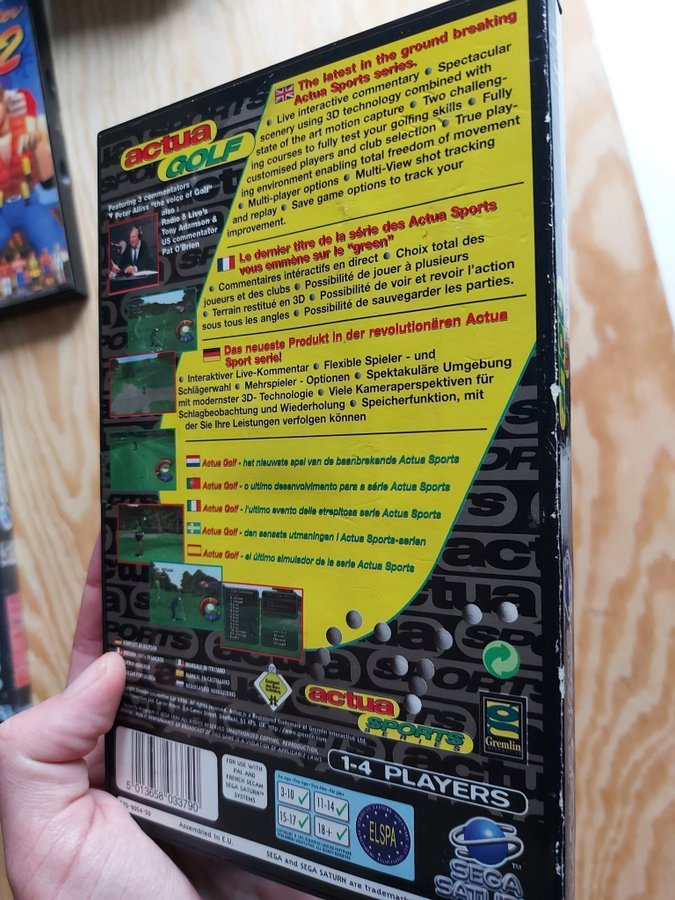 2
actua
GOLF
The latest in the ground breaking
Actua Sports series.
• Live interactive commentary • Spectacular
scenery using 3D technology combined with
state of the art motion capture • Two challeng-
ing courses to fully test your golfing skills • Fully
customised players and club selection • True play-
ing environment enabling total freedom of movement
• Multi-player options • Multi-View shot tracking
and replay • Save game options to track your
improvement.
Featuring 3 commentators
Peter Alliss "the voice of Golf"
also :
Radio 5 Live's
Tony Adamson &
US commentator
Pat O'Brien
Le dernier titre de la série des Actua Sports
vous emmène sur le "green"
• Commentaires intéractifs en direct • Choix total des
joueurs et des clubs • Possibilité de jouer à plusieurs
• Terrain restitué en 3D • Possibilité de voir et revoir l'action
sous tous les angles • Possibilité de sauvegarder les parties.
Das neueste Produkt in der revolutionären Actua
Sport serie!
• Interaktiver Live-Kommentar • Flexible Spieler - und
Schlägerwahl • Mehrspieler - Optionen • Spektakuläre Umgebung
mit modernster 3D- Technologie • Viele Kameraperspektiven für
Schlagbeobachtung und Wiederholung • Speicherfunktion, mit
der Sie Ihre Leistungen verfolgen können
Actua Golf - het nieuwste spel van de baanbrekende Actua Sports
Actua Golf - o ultimo desenvolvimento para a série Actua Sports
Actua Golf - l'ultimo evento delle strepitosa serie Actua Sports
Actua Golf - den senaste utmaningen i Actua Sports-serien
Actua Golf - el último simulador de la serie Actua Sports
actua
SPORTS
SERIES
Gremlin
1-4 PLAYERS
5 013658 033790
Assembled in E.U.
FOR USE WITH
PAL AND
FRENCH SECAM
SEGA SATURN™
SYSTEMS
3-10
11-14
15-17
18+
ELSPA
SEGA and SEGA SATURN are trademar
SEGA
SATU